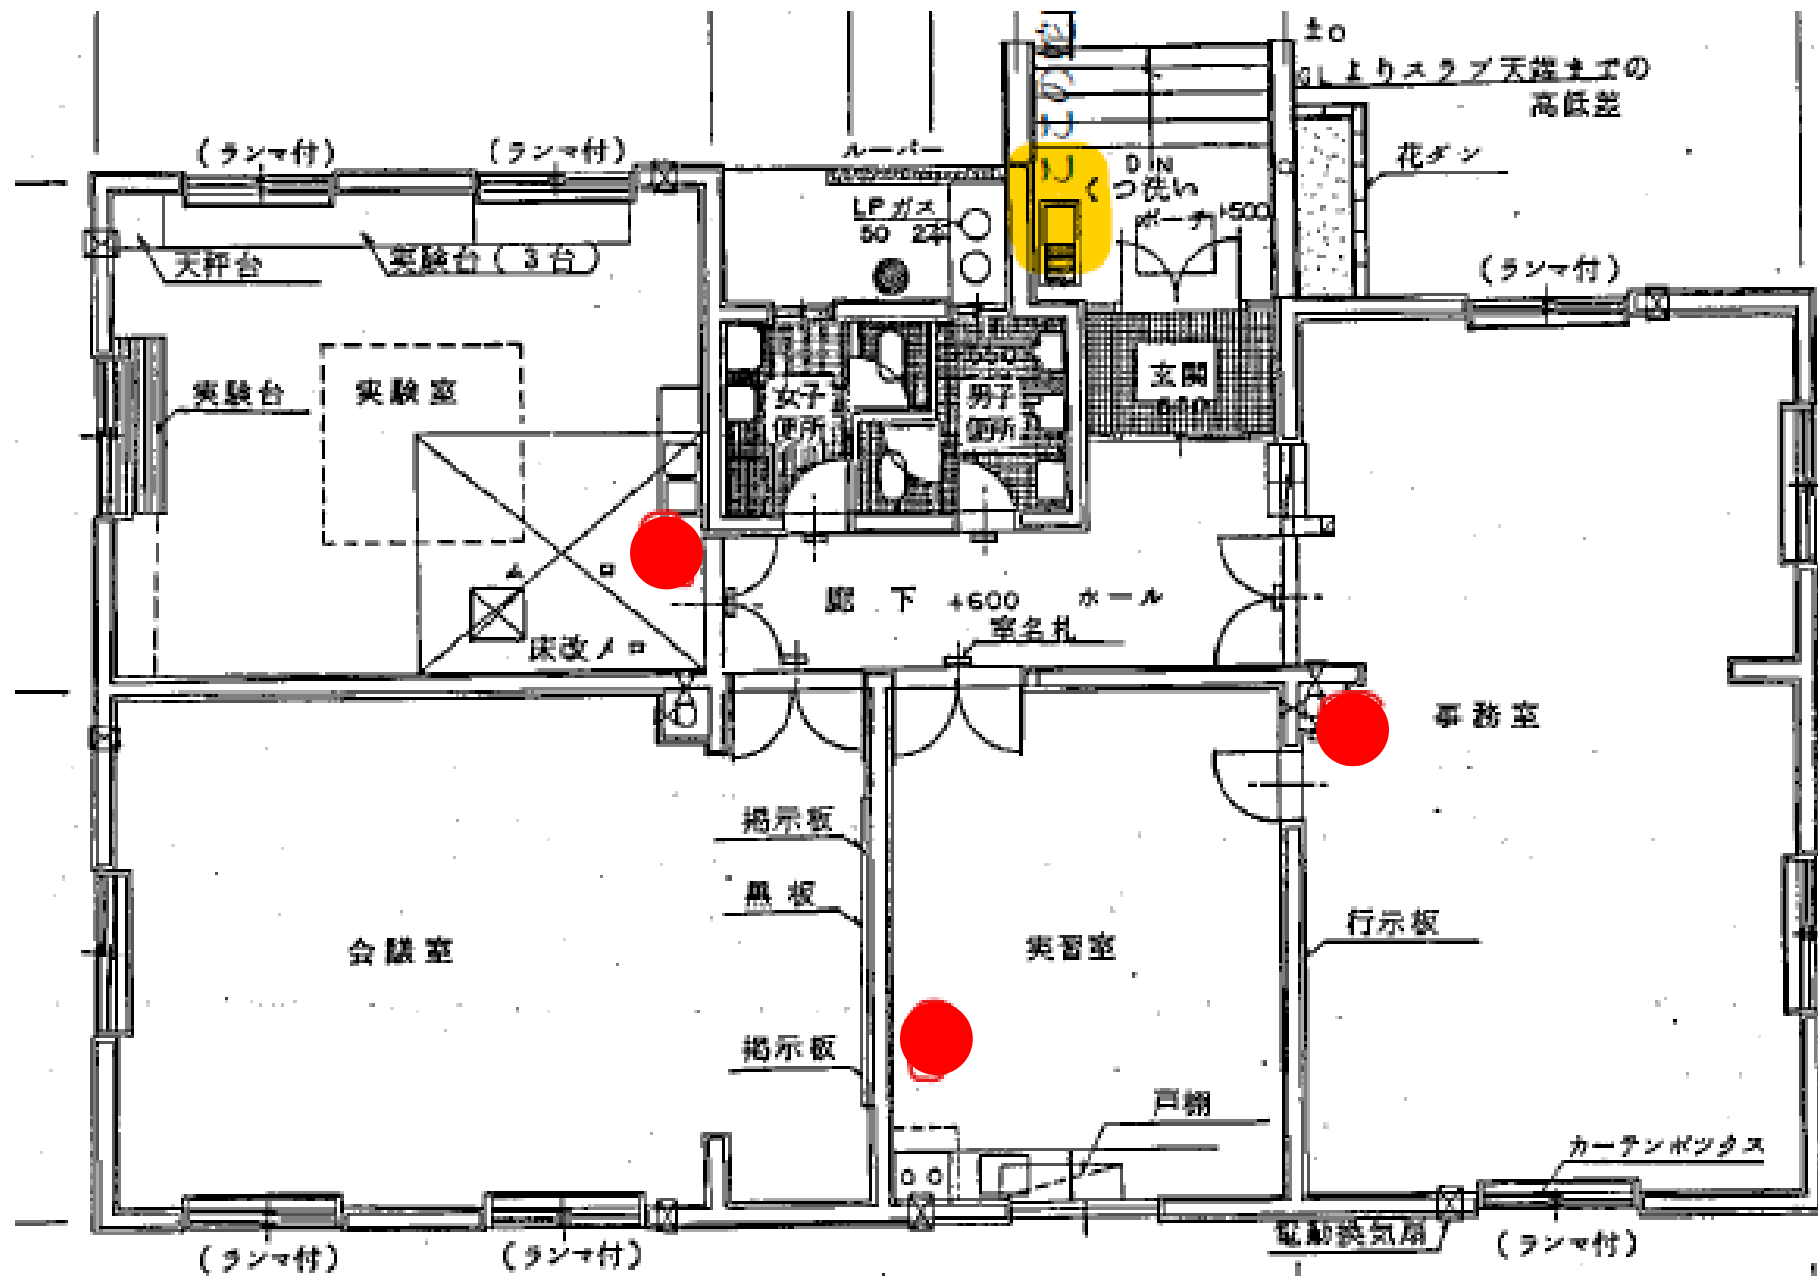 ±0
GLよりスラブ天端までの
高低差
(ランマ付)
(ランマ付)
ルーバー
DN
くつ洗い
花ダン
LPガス
50 2本
ポーチ +500
天秤台
実験台(3台)
(ランマ付)
実験台
実験室
女子
便所
男子
便所
玄関
廊下 +600 ホール
室名札
床改メ口
事務室
掲示板
黒板
会議室
実習室
行示板
掲示板
戸棚
カーテンボックス
電動換気扇
(ランマ付)
(ランマ付)
(ランマ付)